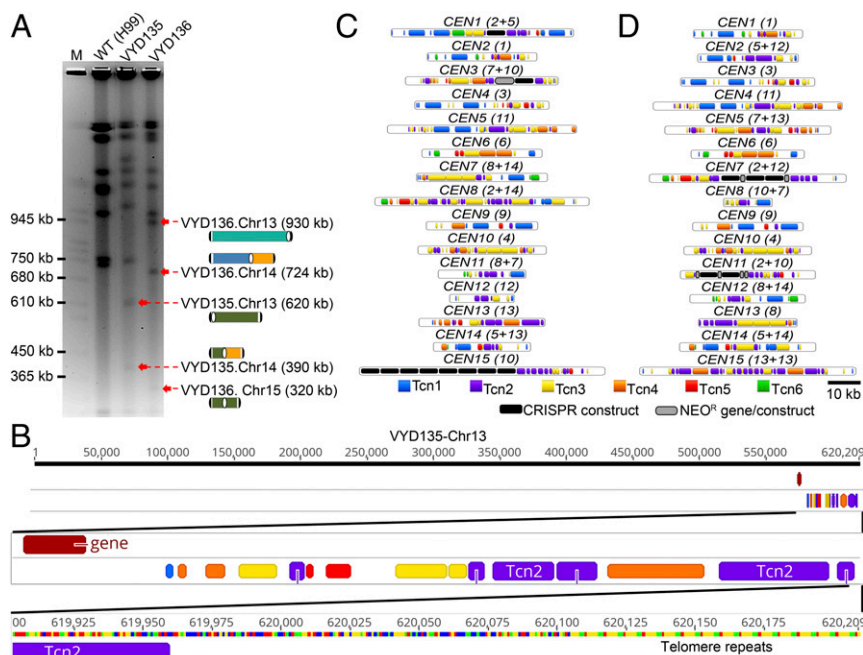 A
M
WT (H99)
VYD135
VYD136
945 kb
750 kb
680 kb
610 kb
450 kb
365 kb
VYD136.Chr13 (930 kb)
VYD136.Chr14 (724 kb)
VYD135.Chr13 (620 kb)
VYD135.Chr14 (390 kb)
VYD136. Chr15 (320 kb)
C
CEN1 (2+5)
CEN2 (1)
CEN3 (7+10)
CEN4 (3)
CEN5 (11)
CEN6 (6)
CEN7 (8+14)
CEN8 (2+14)
CEN9 (9)
CEN10 (4)
CEN11 (8+7)
CEN12 (12)
CEN13 (13)
CEN14 (5+13)
CEN15 (10)
D
CEN1 (1)
CEN2 (5+12)
CEN3 (3)
CEN4 (11)
CEN5 (7+13)
CEN6 (6)
CEN7 (2+12)
CEN8 (10+7)
CEN9 (9)
CEN10 (4)
CEN11 (2+10)
CEN12 (8+14)
CEN13 (8)
CEN14 (5+14)
CEN15 (13+13)
Tcn1 Tcn2 Tcn3 Tcn4 Tcn5 Tcn6
10 kb
CRISPR construct NEOᴿ gene/construct
B
VYD135-Chr13
1 50,000 100,000 150,000 200,000 250,000 300,000 350,000 400,000 450,000 500,000 550,000 620,209
gene
Tcn2 Tcn2
00 619,925 619,950 619,975 620,000 620,025 620,050 620,075 620,100 620,125 620,150 620,175 620,209
Telomere repeats
Tcn2